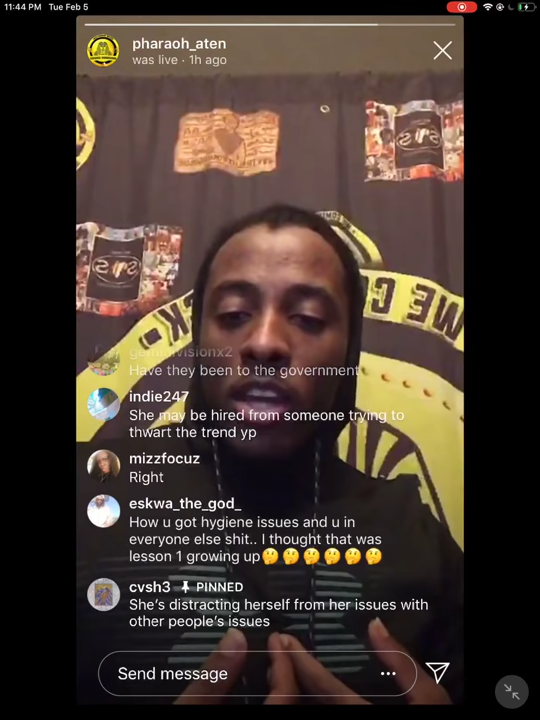 11:44 PM Tue Feb 5
pharaoh_aten
was live · 1h ago
geminivisionx2
Have they been to the government
indie247
She may be hired from someone trying to
thwart the trend yp
mizzfocuz
Right
eskwa_the_god_
How u got hygiene issues and u in
everyone else shit.. I thought that was
lesson 1 growing up🤔🤔🤔🤔🤔🤔
cvsh3 📌 PINNED
She's distracting herself from her issues with
other people's issues
Send message